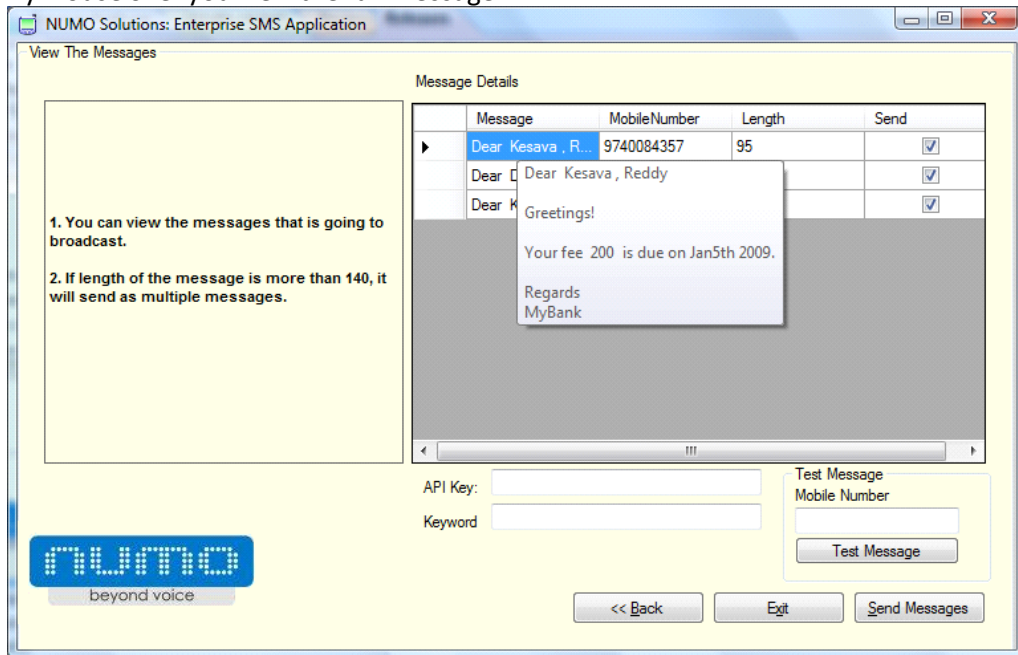 NUMO Solutions: Enterprise SMS Application
View The Messages
Message Details
Message MobileNumber Length Send
Dear Kesava , R... 9740084357 95
Dear
Dear
Dear Kesava , Reddy
Greetings!
Your fee 200 is due on Jan5th 2009.
Regards
MyBank
1. You can view the messages that is going to
broadcast.
2. If length of the message is more than 140, it
will send as multiple messages.
API Key:
Keyword
Test Message
Mobile Number
Test Message
numo
beyond voice
<< Back Exit Send Messages